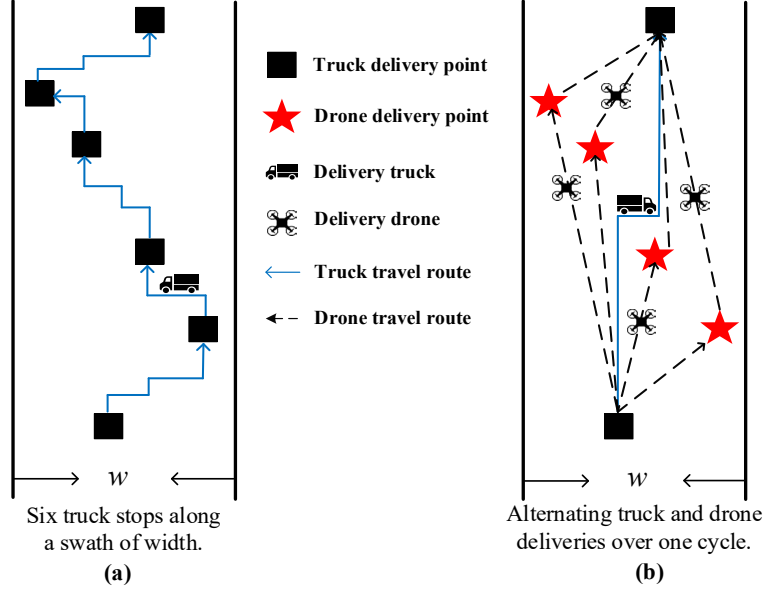 Truck delivery point
Drone delivery point
Delivery truck
Delivery drone
Truck travel route
Drone travel route
w
Six truck stops along
a swath of width.
(a)
w
Alternating truck and drone
deliveries over one cycle.
(b)